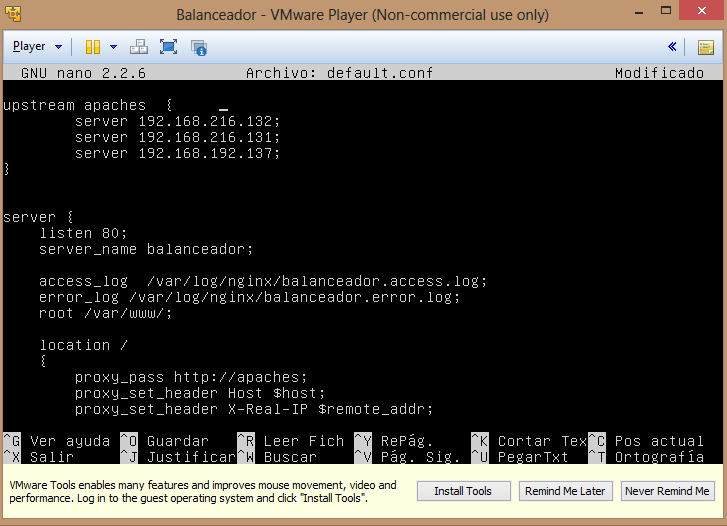 Balanceador - VMware Player (Non-commercial use only)
Player
GNU nano 2.2.6 Archivo: default.conf Modificado
upstream apaches {
server 192.168.216.132;
server 192.168.216.131;
server 192.168.192.137;
}
server {
listen 80;
server_name balanceador;
access_log /var/log/nginx/balanceador.access.log;
error_log /var/log/nginx/balanceador.error.log;
root /var/www/;
location /
{
proxy_pass http://apaches;
proxy_set_header Host $host;
proxy_set_header X-Real-IP $remote_addr;
^G Ver ayuda ^O Guardar ^R Leer Fich ^Y RePág. ^K Cortar Tex ^C Pos actual
^X Salir ^J Justificar ^W Buscar ^V Pág. Sig. ^U PegarTxt ^T Ortografía
VMware Tools enables many features and improves mouse movement, video and
performance. Log in to the guest operating system and click "Install Tools".
Install Tools Remind Me Later Never Remind Me